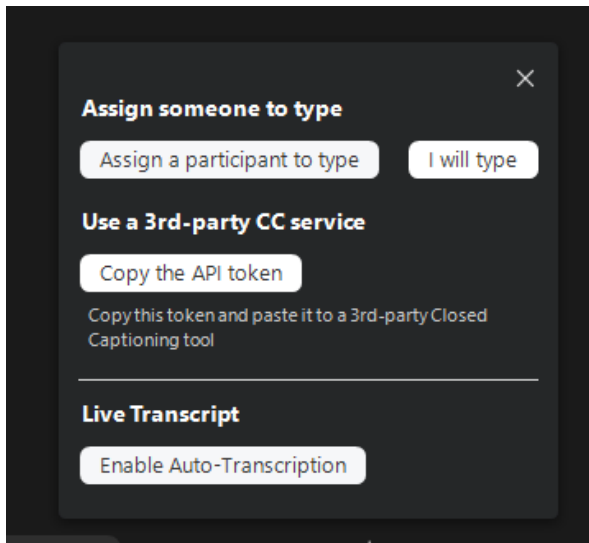 Assign someone to type
Assign a participant to type
I will type
Use a 3rd-party CC service
Copy the API token
Copy this token and paste it to a 3rd-party Closed
Captioning tool
Live Transcript
Enable Auto-Transcription